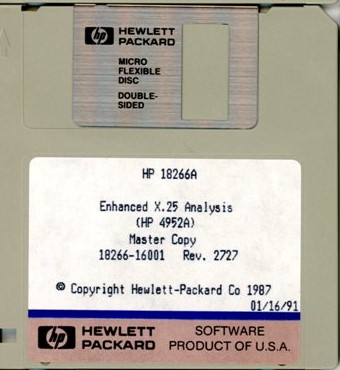 hp HEWLETT
PACKARD
MICRO
FLEXIBLE
DISC
DOUBLE-
SIDED
HP 18266A
Enhanced X.25 Analysis
(HP 4952A)
Master Copy
18266-16001 Rev. 2727
© Copyright Hewlett-Packard Co 1987
01/16/91
hp HEWLETT
PACKARD
SOFTWARE
PRODUCT OF U.S.A.